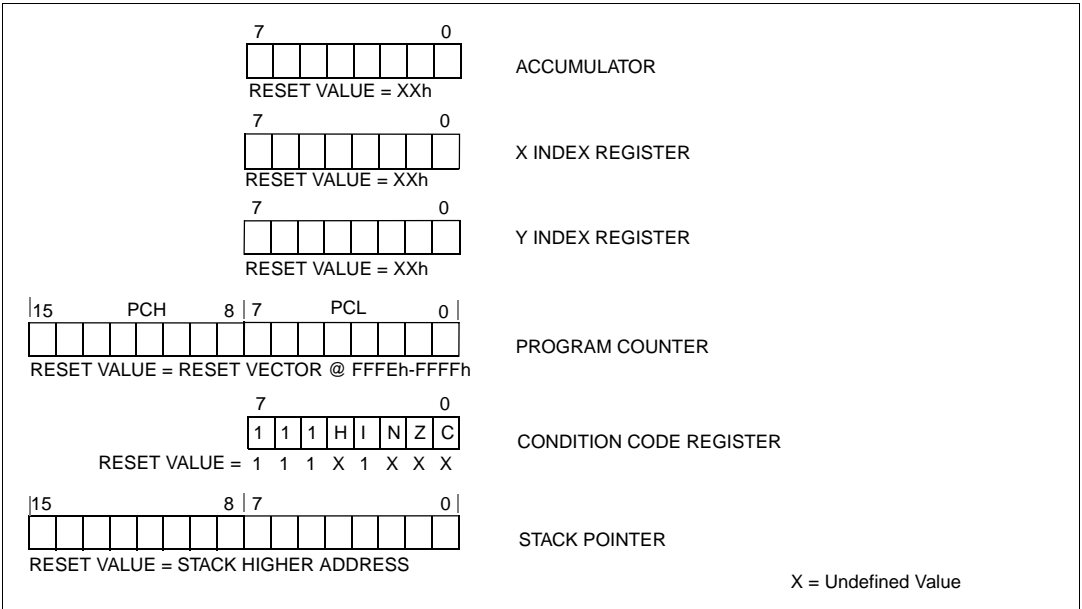 7 0
ACCUMULATOR
RESET VALUE = XXh
7 0
X INDEX REGISTER
RESET VALUE = XXh
7 0
Y INDEX REGISTER
RESET VALUE = XXh
15 PCH 8 7 PCL 0
PROGRAM COUNTER
RESET VALUE = RESET VECTOR @ FFFEh-FFFFh
7 0
1 1 1 H I N Z C
CONDITION CODE REGISTER
RESET VALUE = 1 1 1 X 1 X X X
15 8 7 0
STACK POINTER
RESET VALUE = STACK HIGHER ADDRESS
X = Undefined Value